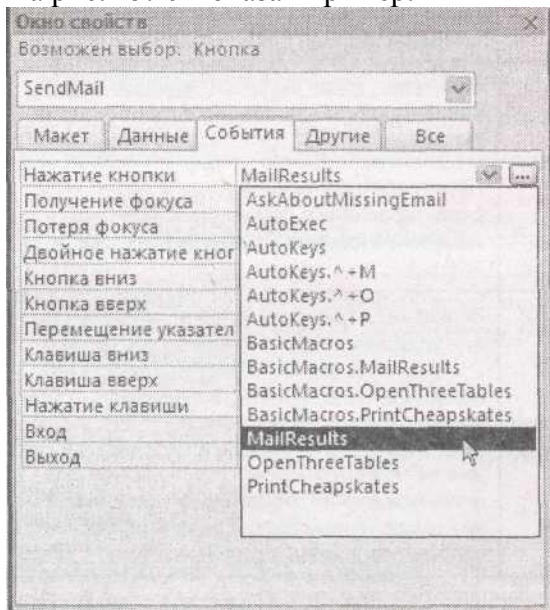 Окно свойств
Возможен выбор: Кнопка
SendMail
Макет Данные События Другие Все
Нажатие кнопки MailResults
Получение фокуса
Потеря фокуса
Двойное нажатие кног
Кнопка вниз
Кнопка вверх
Перемещение указател
Клавиша вниз
Клавиша вверх
Нажатие клавиши
Вход
Выход
AskAboutMissingEmail
AutoExec
AutoKeys
AutoKeys.^+M
AutoKeys.^+O
AutoKeys.^+P
BasicMacros
BasicMacros.MailResults
BasicMacros.OpenThreeTables
BasicMacros.PrintCheapskates
MailResults
OpenThreeTables
PrintCheapskates